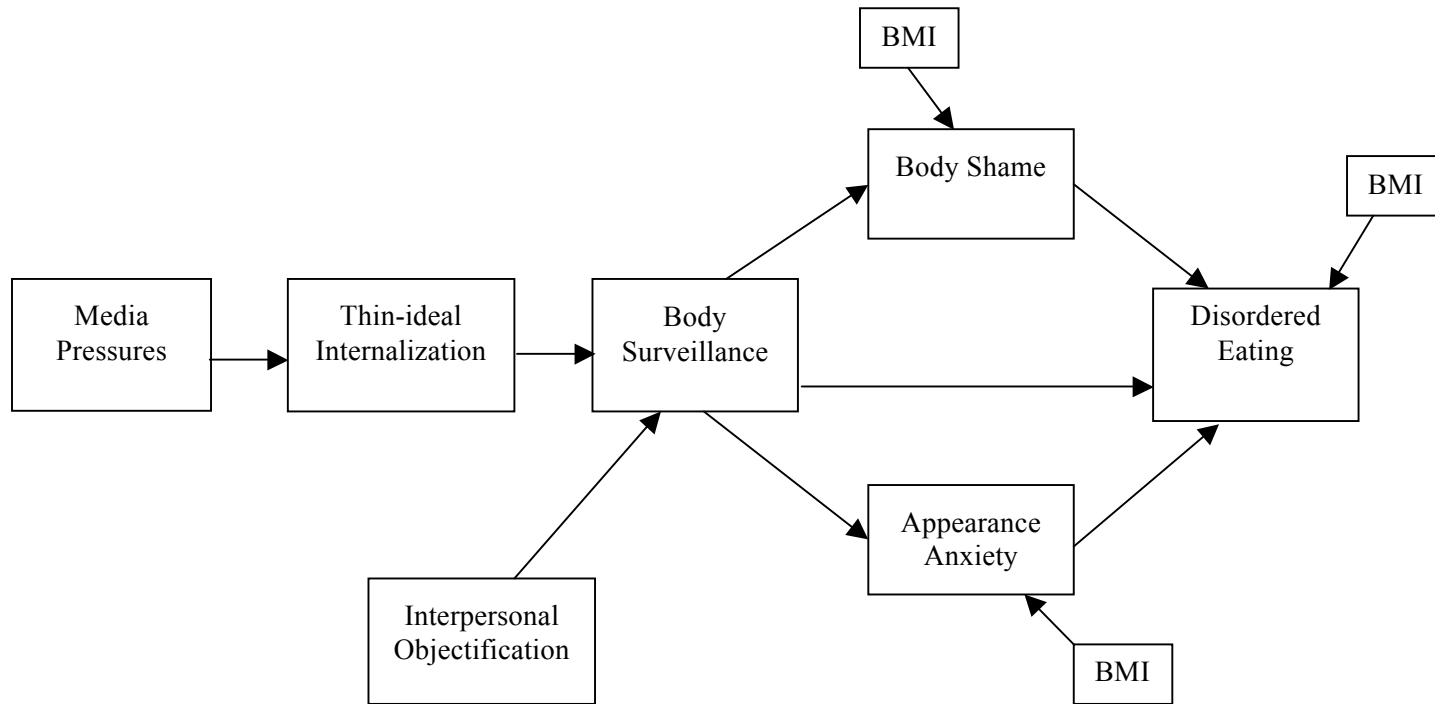 BMI
Body Shame
BMI
Media
Pressures
Thin-ideal
Internalization
Body
Surveillance
Disordered
Eating
Appearance
Anxiety
Interpersonal
Objectification
BMI